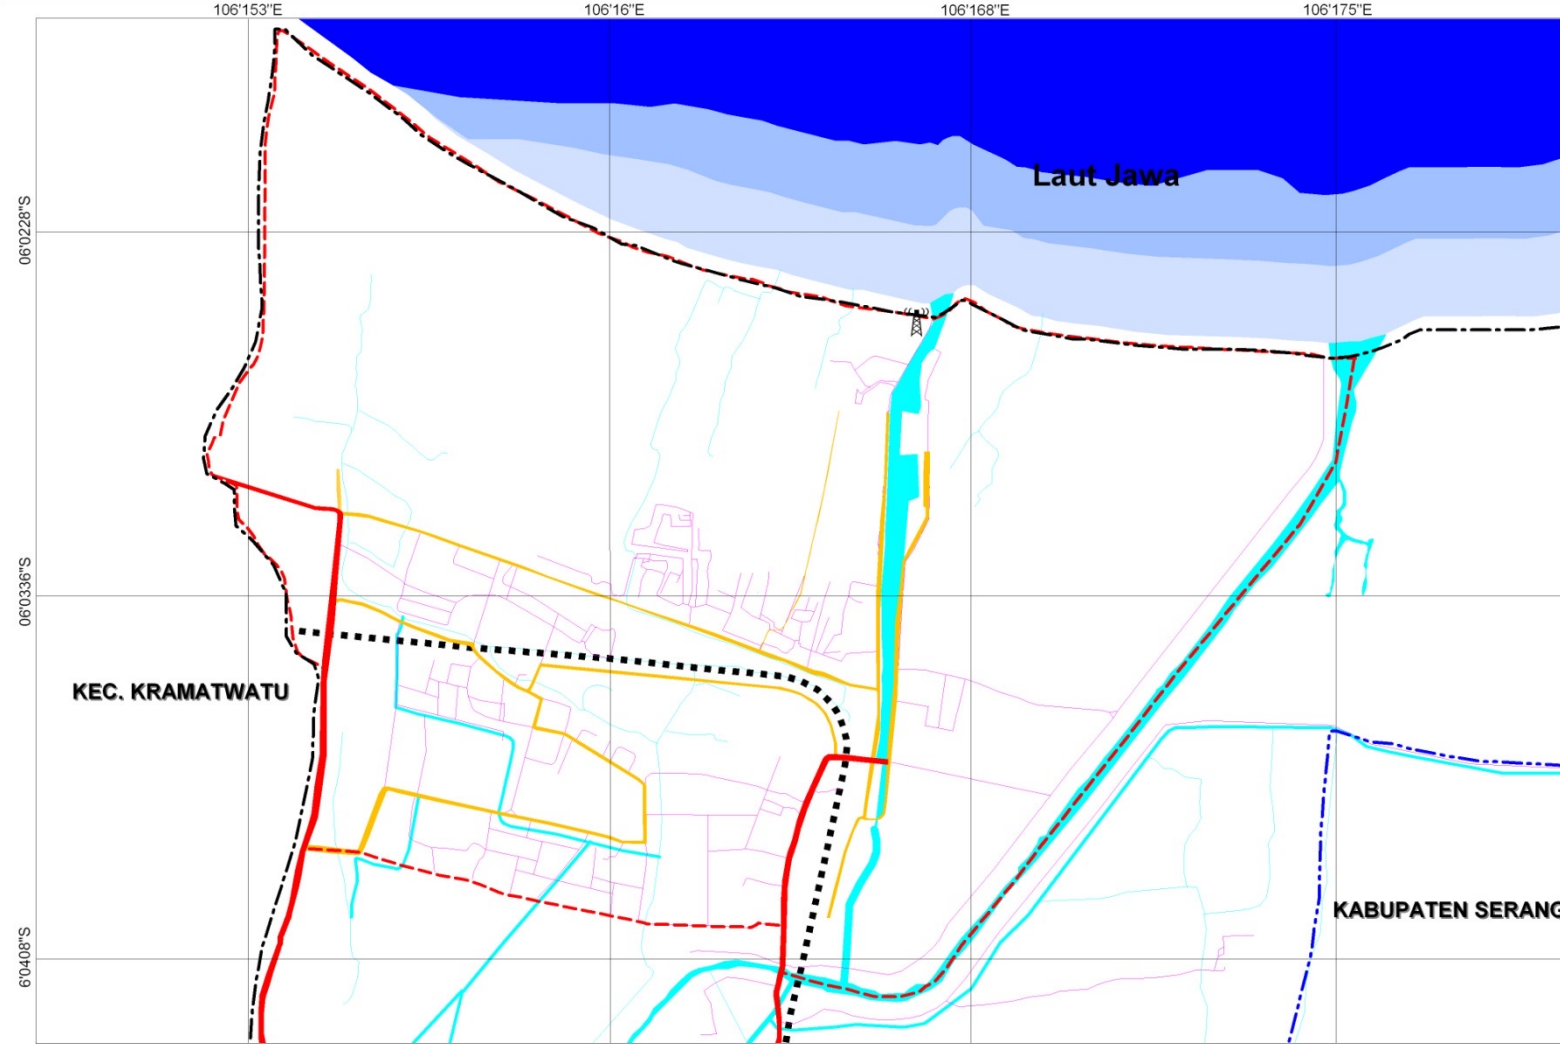 106'153"E
106'16"E
106'168"E
106'175"E
Laut Jawa
06'0228"S
06'0336"S
KEC. KRAMATWATU
KABUPATEN SERANG
6'0408"S